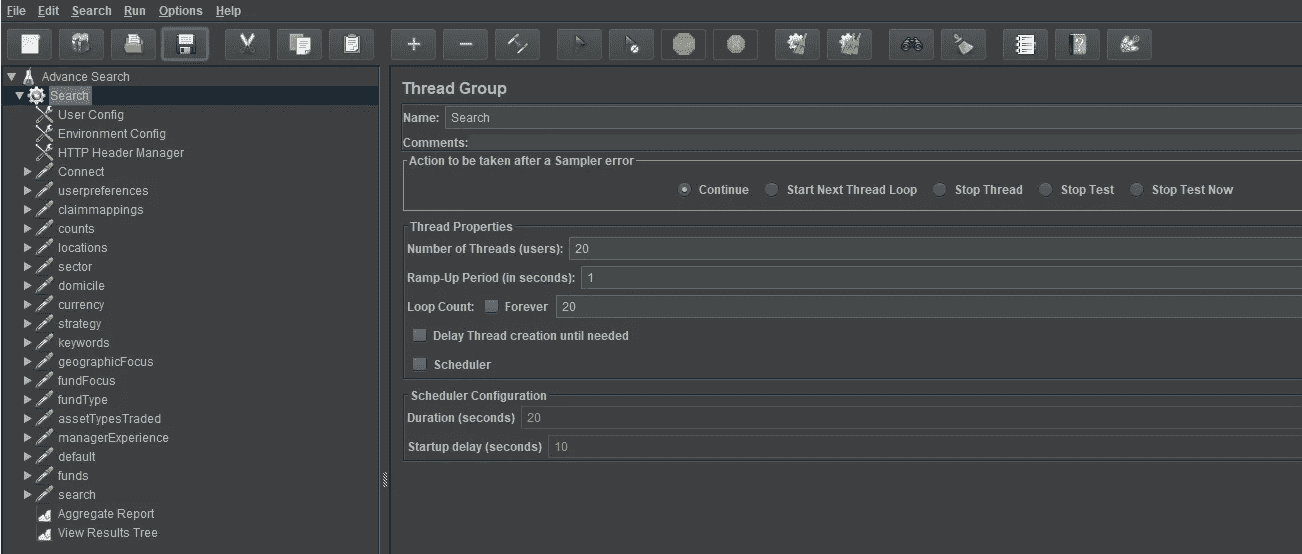 File Edit Search Run Options Help
Advance Search
Search
User Config
Environment Config
HTTP Header Manager
Connect
userpreferences
claimmappings
counts
locations
sector
domicile
currency
strategy
keywords
geographicFocus
fundFocus
fundType
assetTypesTraded
managerExperience
default
funds
search
Aggregate Report
View Results Tree
Thread Group
Name: Search
Comments:
Action to be taken after a Sampler error
Continue Start Next Thread Loop Stop Thread Stop Test Stop Test Now
Thread Properties
Number of Threads (users): 20
Ramp-Up Period (in seconds): 1
Loop Count: Forever 20
Delay Thread creation until needed
Scheduler
Scheduler Configuration
Duration (seconds) 20
Startup delay (seconds) 10